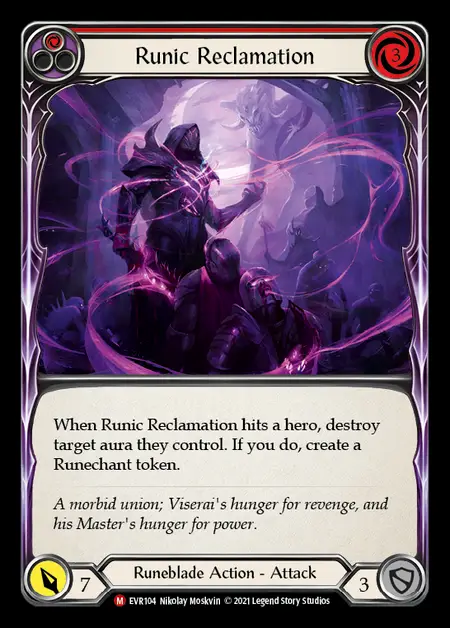 Runic Reclamation
3
When Runic Reclamation hits a hero, destroy
target aura they control. If you do, create a
Runechant token.
A morbid union; Viserai's hunger for revenge, and
his Master's hunger for power.
7
Runeblade Action - Attack
3
M EVR104 Nikolay Moskvin © 2021 Legend Story Studios